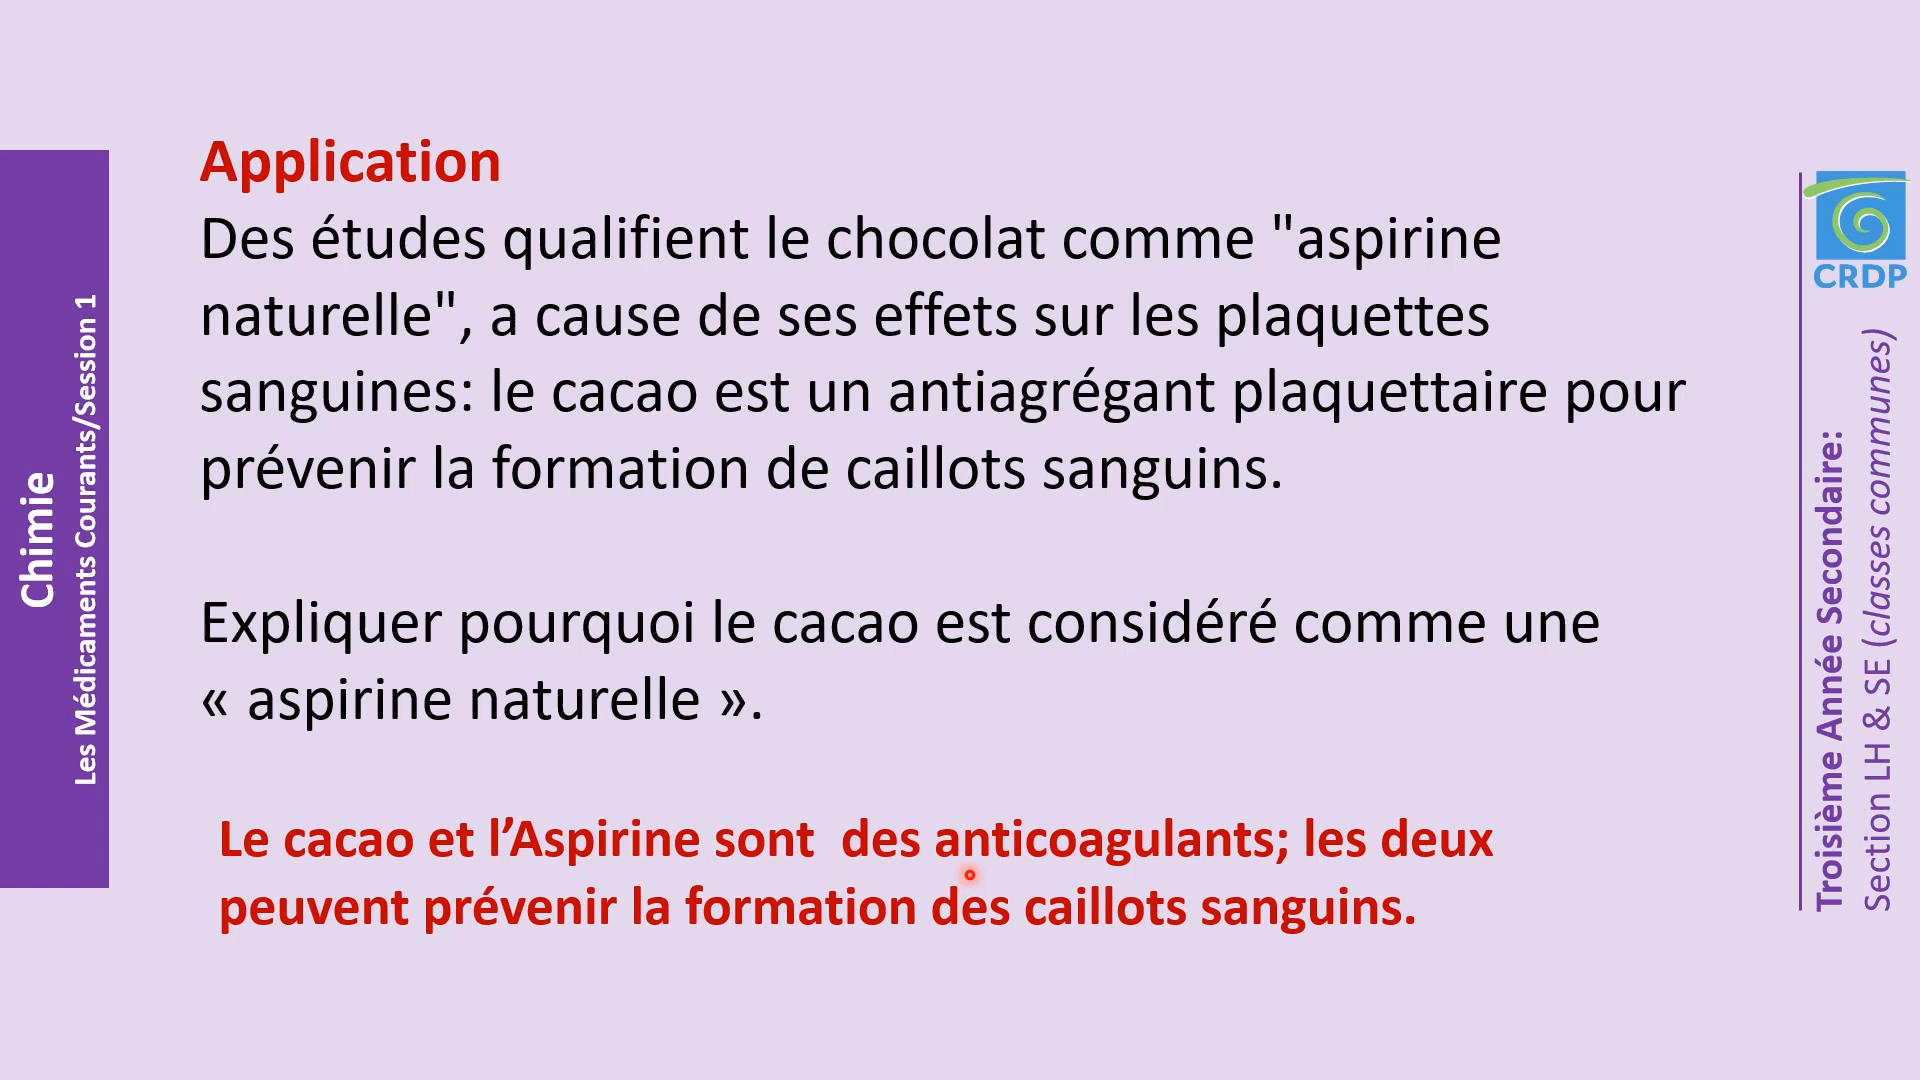 Application
Des études qualifient le chocolat comme "aspirine
naturelle", a cause de ses effets sur les plaquettes
sanguines: le cacao est un antiagrégant plaquettaire pour
prévenir la formation de caillots sanguins.
Expliquer pourquoi le cacao est considéré comme une
« aspirine naturelle ».
Le cacao et l’Aspirine sont  des anticoagulants; les deux
peuvent prévenir la formation des caillots sanguins.
Chimie
Les Médicaments Courants/Session 1
CRDP
Troisième Année Secondaire:
Section LH & SE (classes communes)